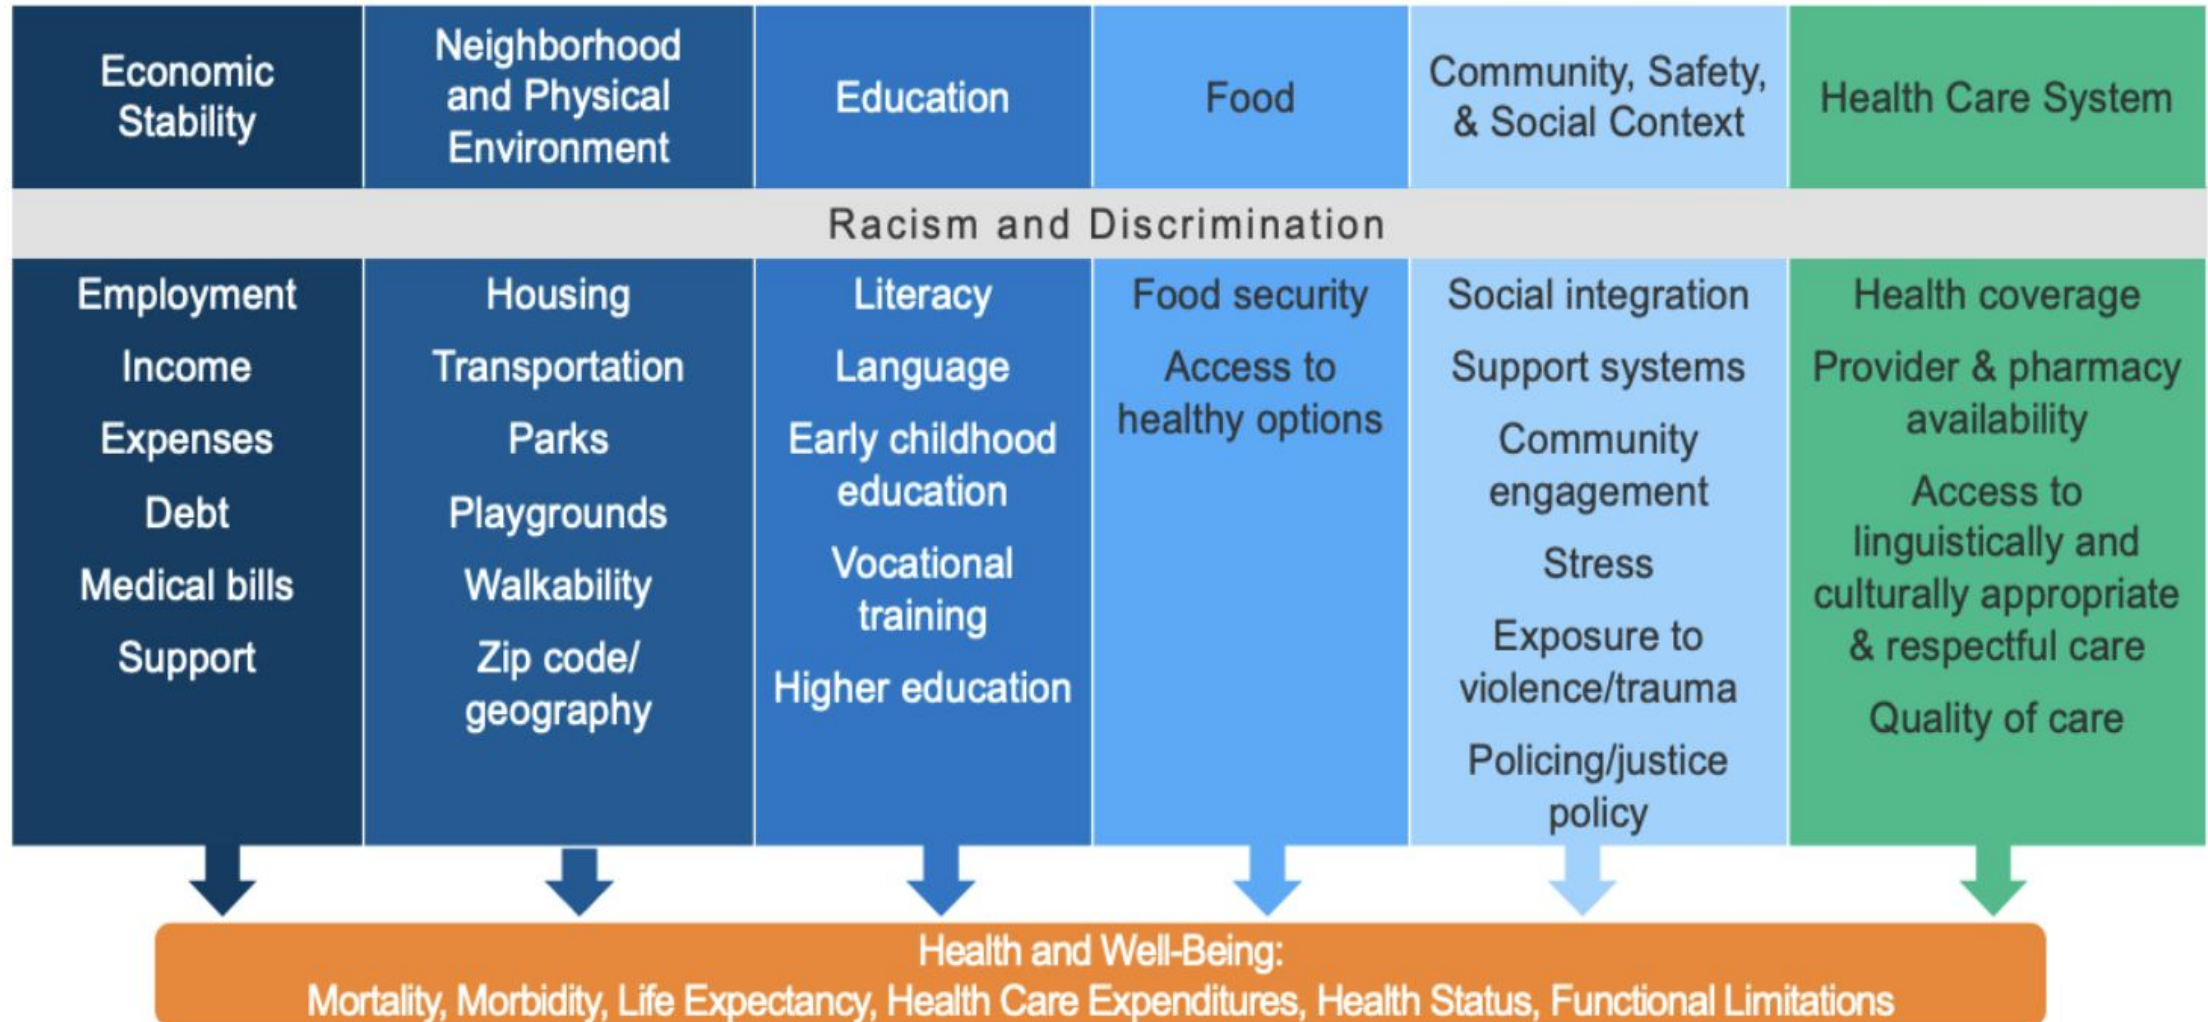 Economic
Stability
Neighborhood
and Physical
Environment
Education
Food
Community, Safety,
& Social Context
Health Care System
Racism and Discrimination
Employment
Income
Expenses
Debt
Medical bills
Support
Housing
Transportation
Parks
Playgrounds
Walkability
Zip code/
geography
Literacy
Language
Early childhood
education
Vocational
training
Higher education
Food security
Access to
healthy options
Social integration
Support systems
Community
engagement
Stress
Exposure to
violence/trauma
Policing/justice
policy
Health coverage
Provider & pharmacy
availability
Access to
linguistically and
culturally appropriate
& respectful care
Quality of care
Health and Well-Being:
Mortality, Morbidity, Life Expectancy, Health Care Expenditures, Health Status, Functional Limitations